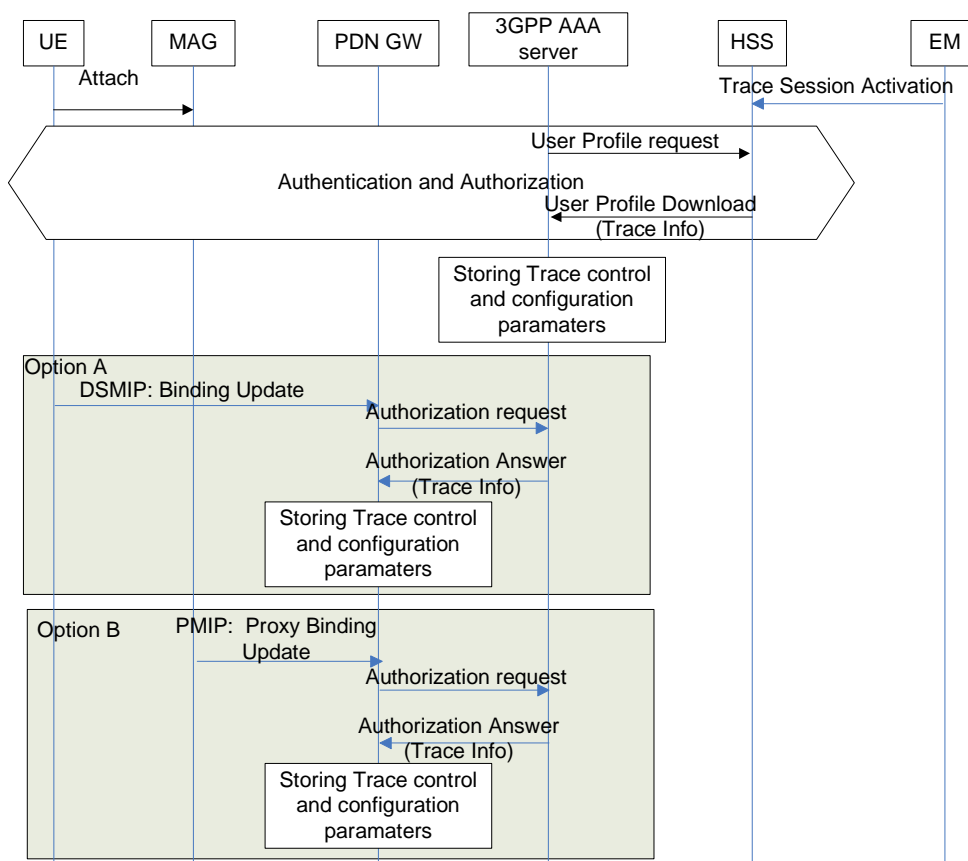 UE
MAG
PDN GW
3GPP AAA
server
HSS
EM
Attach
Trace Session Activation
User Profile request
Authentication and Authorization
User Profile Download
(Trace Info)
Storing Trace control
and configuration
paramaters
Option A
DSMIP: Binding Update
Authorization request
Authorization Answer
(Trace Info)
Storing Trace control
and configuration
paramaters
Option B
PMIP:  Proxy Binding
Update
Authorization request
Authorization Answer
(Trace Info)
Storing Trace control
and configuration
paramaters